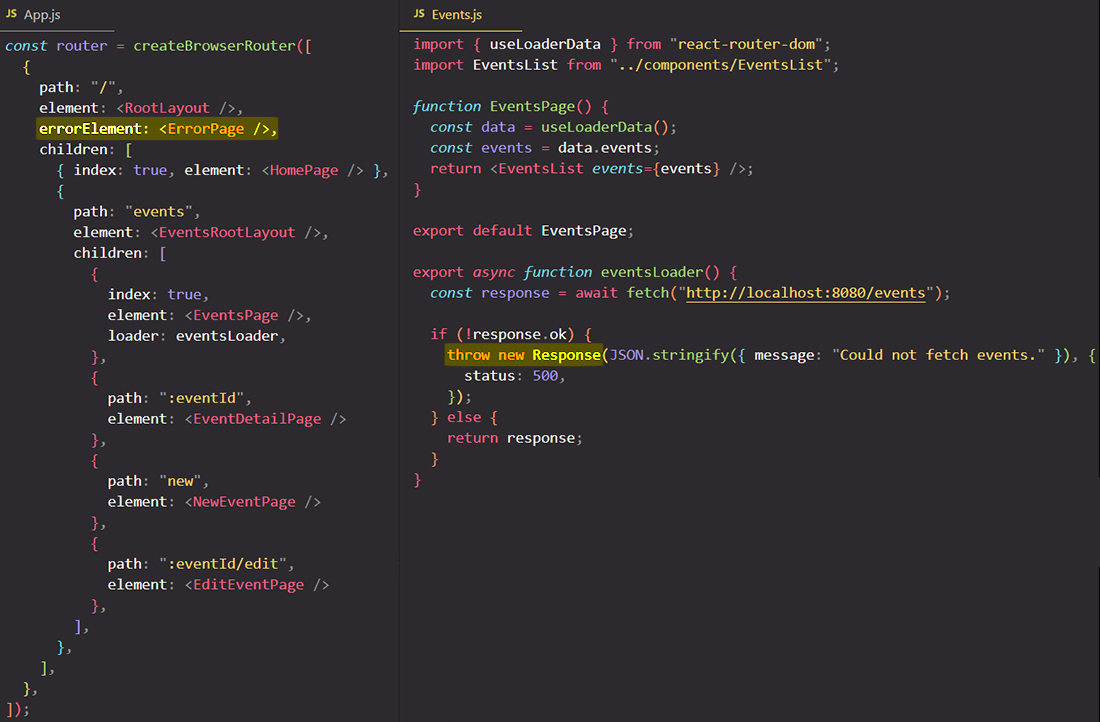 JS App.js
const router = createBrowserRouter([
  {
    path: "/",
    element: <RootLayout />,
    errorElement: <ErrorPage />,
    children: [
      { index: true, element: <HomePage /> },
      {
        path: "events",
        element: <EventsRootLayout />,
        children: [
          {
            index: true,
            element: <EventsPage />,
            loader: eventsLoader,
          },
          {
            path: ":eventId",
            element: <EventDetailPage />
          },
          {
            path: "new",
            element: <NewEventPage />
          },
          {
            path: ":eventId/edit",
            element: <EditEventPage />
          },
        ],
      },
    ],
  },
]);
JS Events.js
import { useLoaderData } from "react-router-dom";
import EventsList from "../components/EventsList";

function EventsPage() {
  const data = useLoaderData();
  const events = data.events;
  return <EventsList events={events} />;
}

export default EventsPage;

export async function eventsLoader() {
  const response = await fetch("http://localhost:8080/events");

  if (!response.ok) {
    throw new Response(JSON.stringify({ message: "Could not fetch events." }), {
      status: 500,
    });
  } else {
    return response;
  }
}